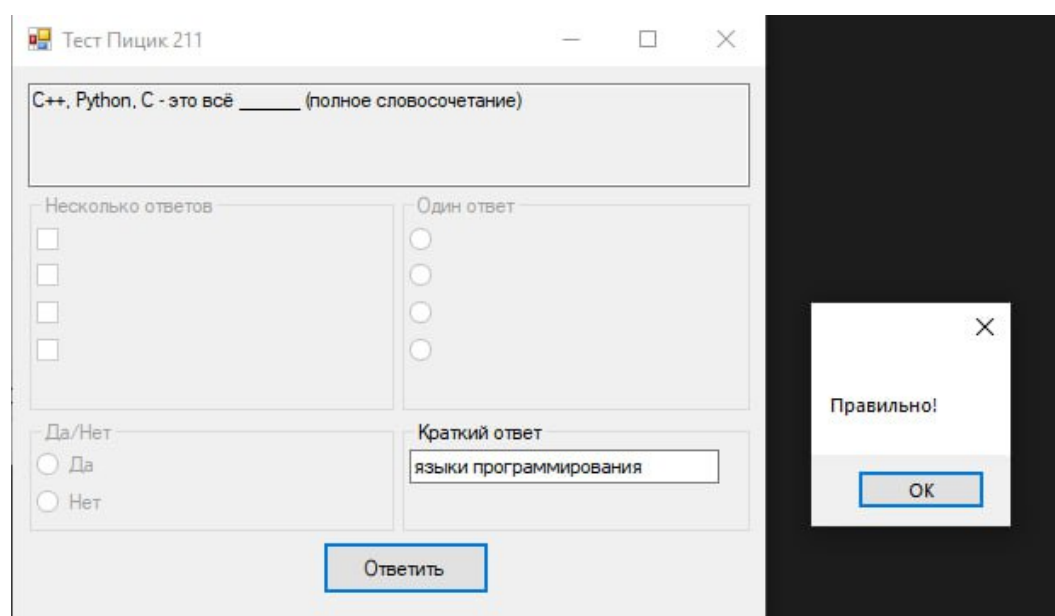 Тест Пицик 211
C++, Python, C - это всё ______ (полное словосочетание)
Несколько ответов
Один ответ
Да/Нет
Да
Нет
Краткий ответ
языки программирования
Ответить
Правильно!
OK